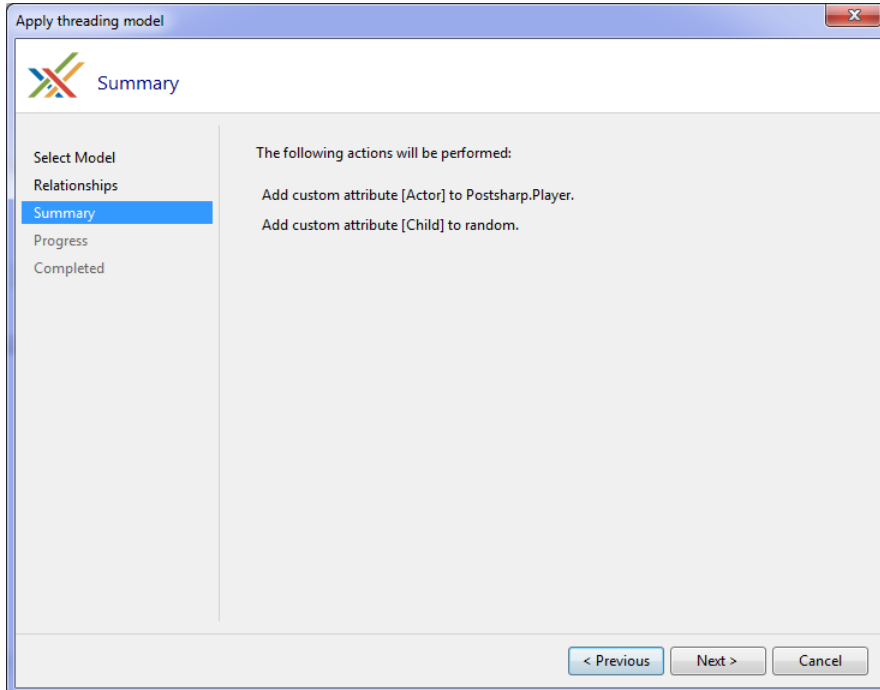 Apply threading model
Summary
Select Model
Relationships
Summary
Progress
Completed
The following actions will be performed:
Add custom attribute [Actor] to Postsharp.Player.
Add custom attribute [Child] to random.
< Previous
Next >
Cancel